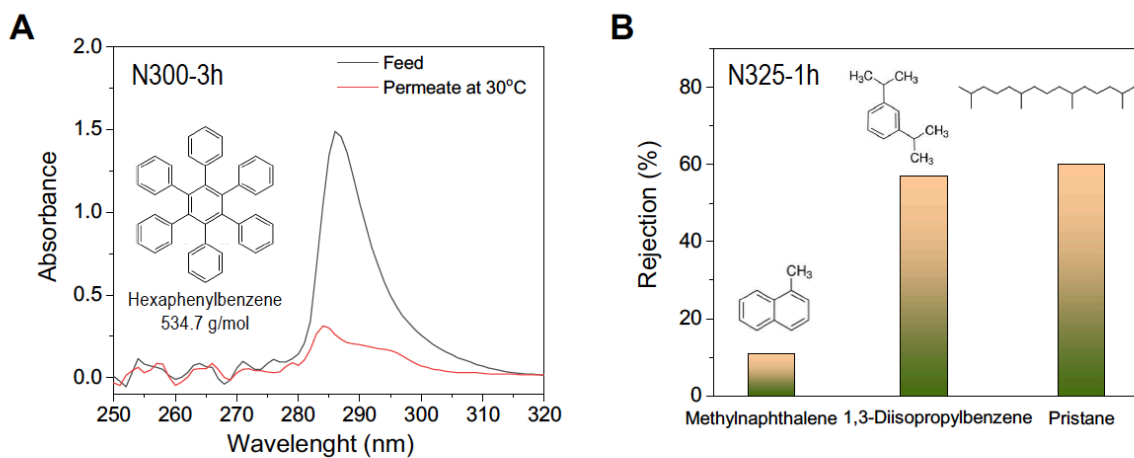 A
N300-3h
Feed
Permeate at 30°C
2.0
1.5
1.0
0.5
0.0
Absorbance
Hexaphenylbenzene
534.7 g/mol
250 260 270 280 290 300 310 320
Wavelenght (nm)
B
N325-1h
80
60
40
20
0
Rejection (%)
CH3
H3C CH3
CH3
CH3
Methylnaphthalene 1,3-Diisopropylbenzene Pristane